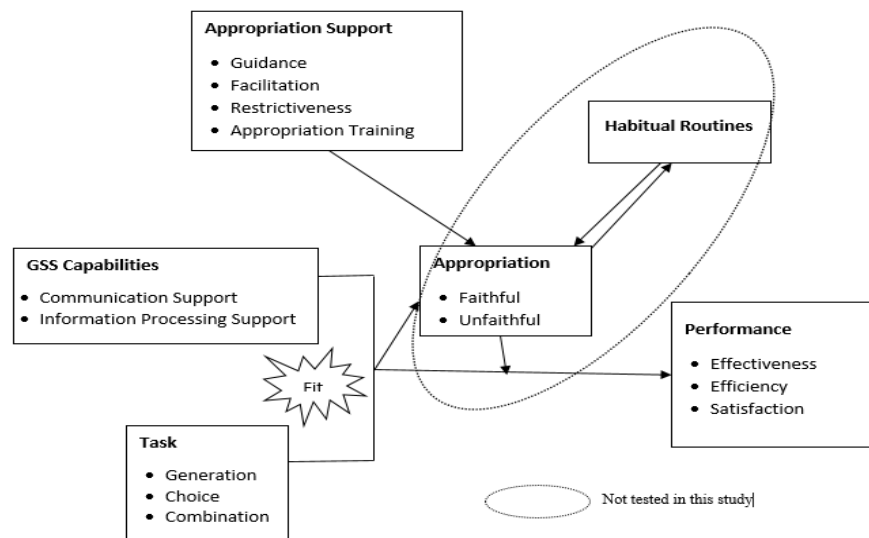 Appropriation Support
• Guidance
• Facilitation
• Restrictiveness
• Appropriation Training
Habitual Routines
GSS Capabilities
• Communication Support
• Information Processing Support
Appropriation
• Faithful
• Unfaithful
Performance
• Effectiveness
• Efficiency
• Satisfaction
Fit
Task
• Generation
• Choice
• Combination
Not tested in this study